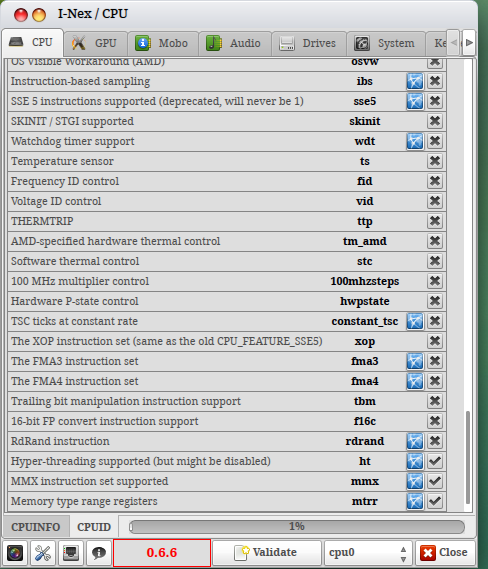 I-Nex / CPU
CPU GPU Mobo Audio Drives System Ke
OS Visible Workaround (AMD) osvw
Instruction-based sampling ibs
SSE 5 instructions supported (deprecated, will never be 1) sse5
SKINIT / STGI supported skinit
Watchdog timer support wdt
Temperature sensor ts
Frequency ID control fid
Voltage ID control vid
THERMTRIP ttp
AMD-specified hardware thermal control tm_amd
Software thermal control stc
100 MHz multiplier control 100mhzsteps
Hardware P-state control hwpstate
TSC ticks at constant rate constant_tsc
The XOP instruction set (same as the old CPU_FEATURE_SSE5) xop
The FMA3 instruction set fma3
The FMA4 instruction set fma4
Trailing bit manipulation instruction support tbm
16-bit FP convert instruction support f16c
RdRand instruction rdrand
Hyper-threading supported (but might be disabled) ht
MMX instruction set supported mmx
Memory type range registers mtrr
CPUINFO CPUID 1%
0.6.6 Validate cpu0 Close